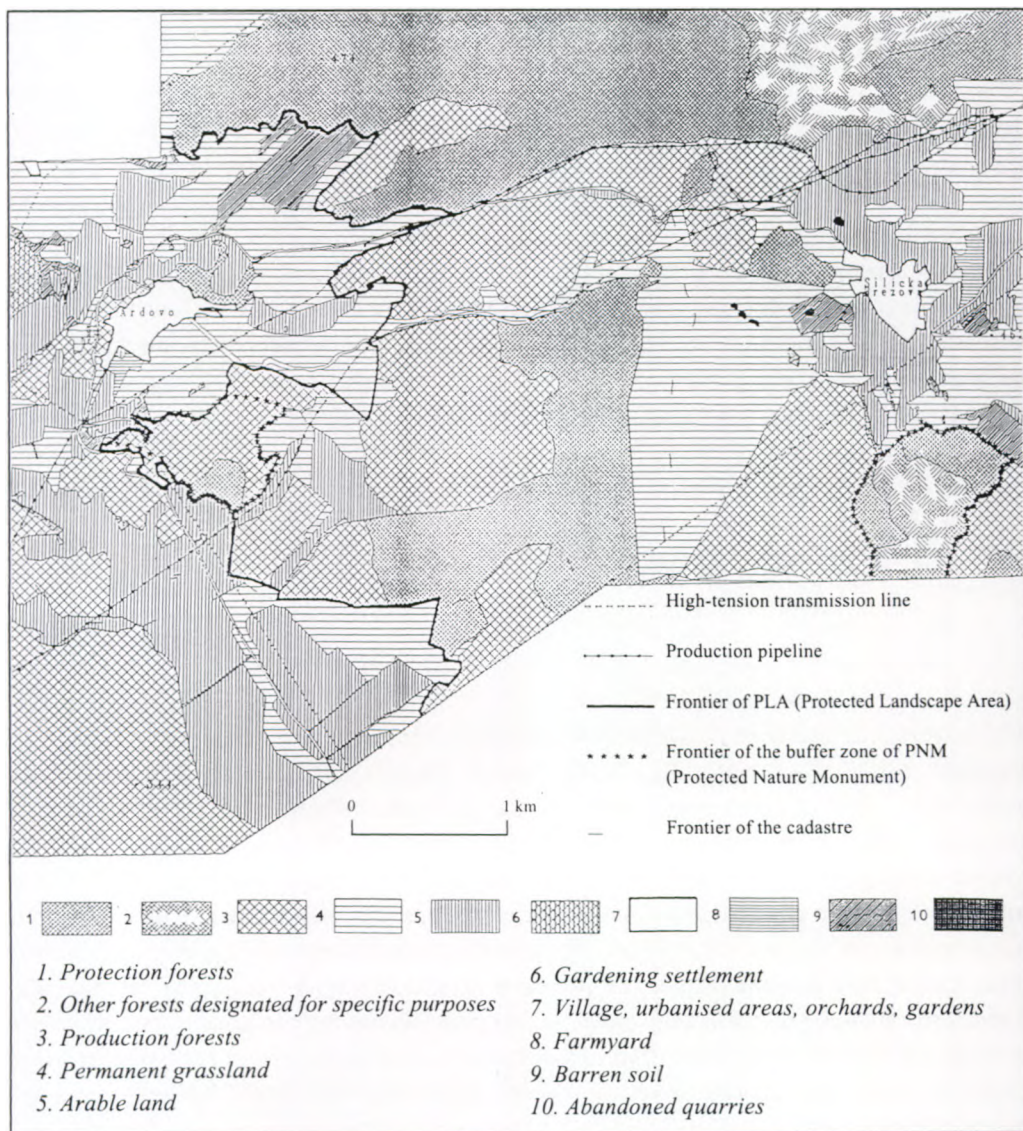 474
Ardovo
Silická
Brezová
High-tension transmission line
Production pipeline
Frontier of PLA (Protected Landscape Area)
Frontier of the buffer zone of PNM
(Protected Nature Monument)
0 1 km
Frontier of the cadastre
1 2 3 4 5 6 7 8 9 10
1. Protection forests
2. Other forests designated for specific purposes
3. Production forests
4. Permanent grassland
5. Arable land
6. Gardening settlement
7. Village, urbanised areas, orchards, gardens
8. Farmyard
9. Barren soil
10. Abandoned quarries